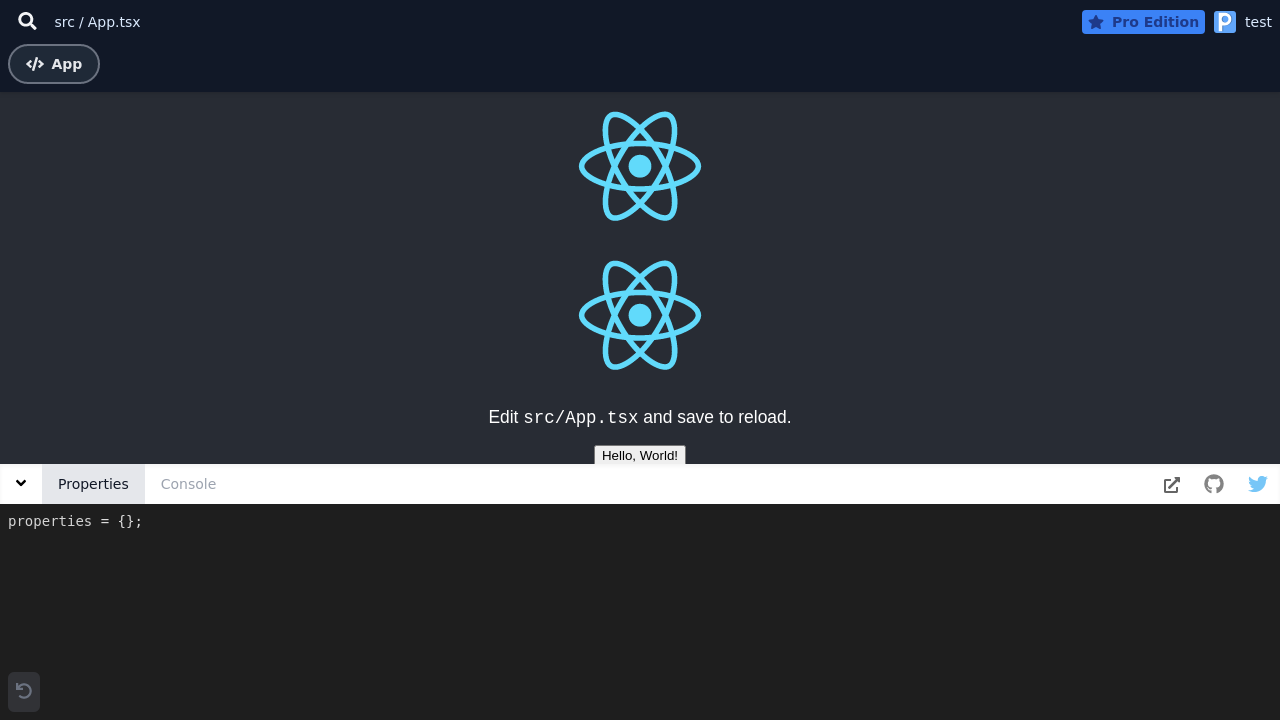 src / App.tsx
Pro Edition
test
App
Edit src/App.tsx and save to reload.
Hello, World!
Properties
Console
properties = {};